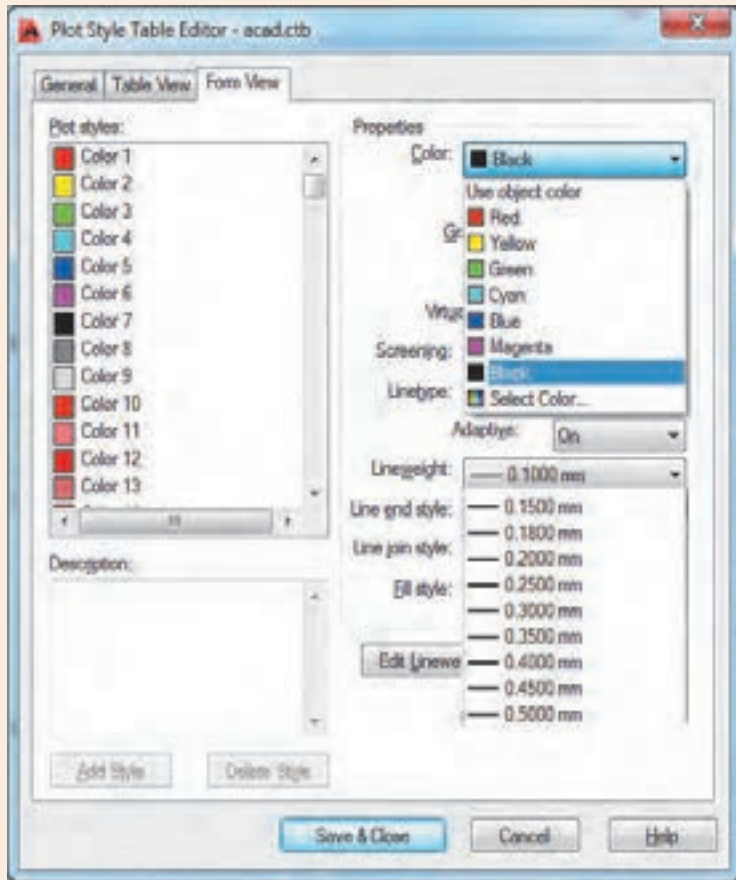 Plot Style Table Editor - acad.ctb
General
Table View
Form View
Plot styles:
Color 1
Color 2
Color 3
Color 4
Color 5
Color 6
Color 7
Color 8
Color 9
Color 10
Color 11
Color 12
Color 13
Description:
Add Style
Delete Style
Properties
Color:
Black
Use object color
Red
Yellow
Green
Cyan
Blue
Magenta
Black
Select Color...
Gr
Virtu
Screening:
Linetype:
Adaptive:
On
Lineweight:
0.1000 mm
0.1500 mm
0.1800 mm
0.2000 mm
0.2500 mm
0.3000 mm
0.3500 mm
0.4000 mm
0.4500 mm
0.5000 mm
Line end style:
Line join style:
Fill style:
Edit Linewe
Save & Close
Cancel
Help